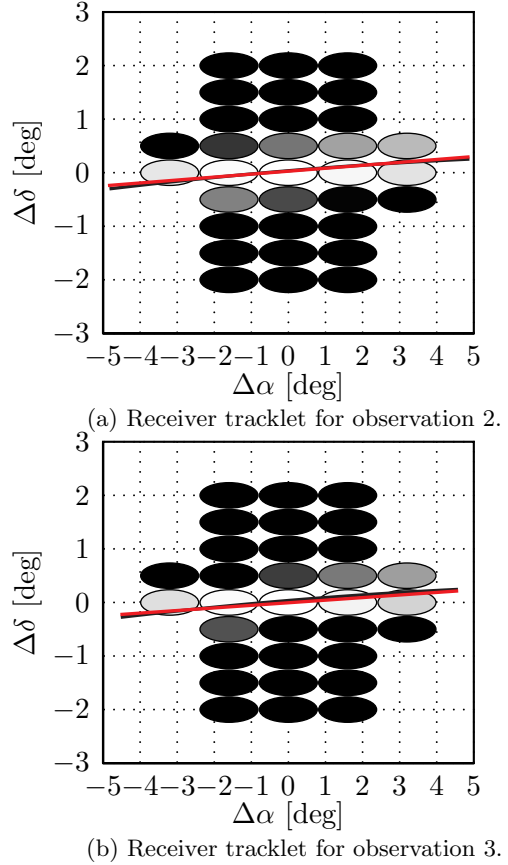 3
2
1
0
−1
−2
−3
Δδ [deg]
−5−4−3−2−1 0 1 2 3 4 5
Δα [deg]
(a) Receiver tracklet for observation 2.
3
2
1
0
−1
−2
−3
Δδ [deg]
−5−4−3−2−1 0 1 2 3 4 5
Δα [deg]
(b) Receiver tracklet for observation 3.